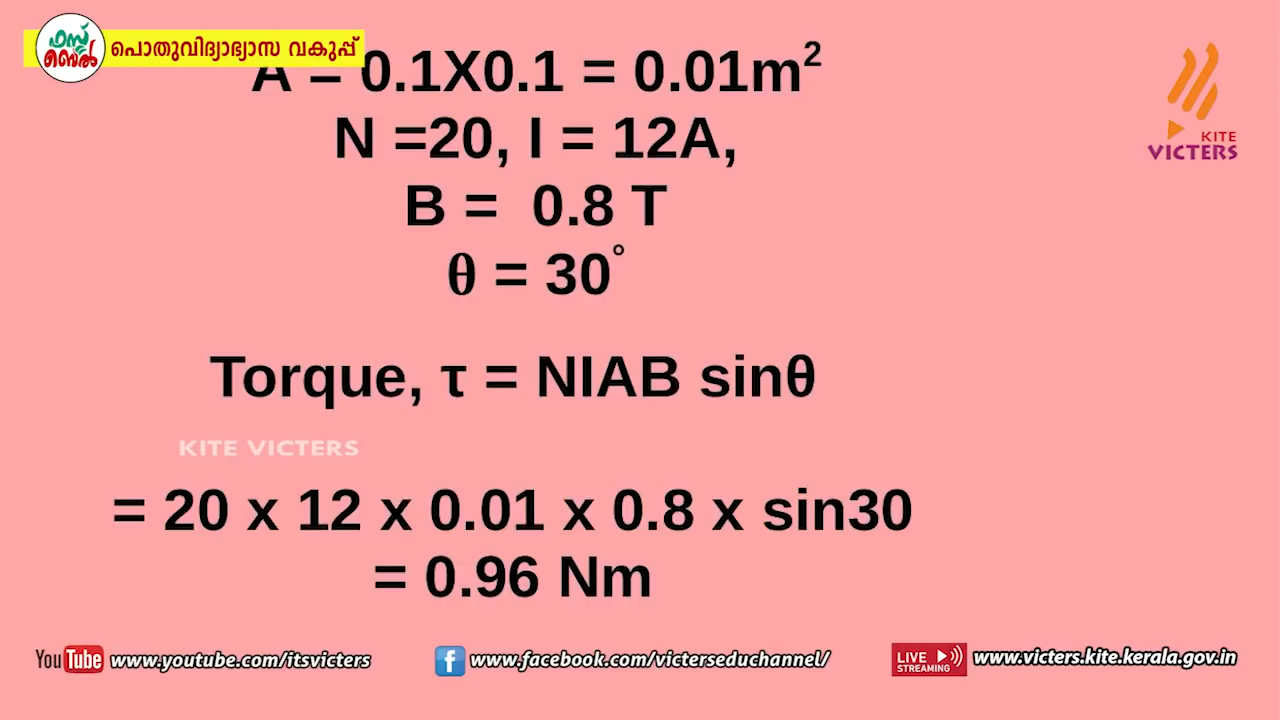 ഫസ്റ്റ്
ബെൽ
പൊതുവിദ്യാഭ്യാസ വകുപ്പ്
A = 0.1X0.1 = 0.01m²
KITE
VICTERS
N =20, I = 12A,
B = 0.8 T
θ = 30°
Torque, τ = NIAB sinθ
KITE VICTERS
= 20 x 12 x 0.01 x 0.8 x sin30
= 0.96 Nm
YouTube www.youtube.com/itsvicters
f www.facebook.com/victerseduchannel/
LIVE STREAMING www.victers.kite.kerala.gov.in